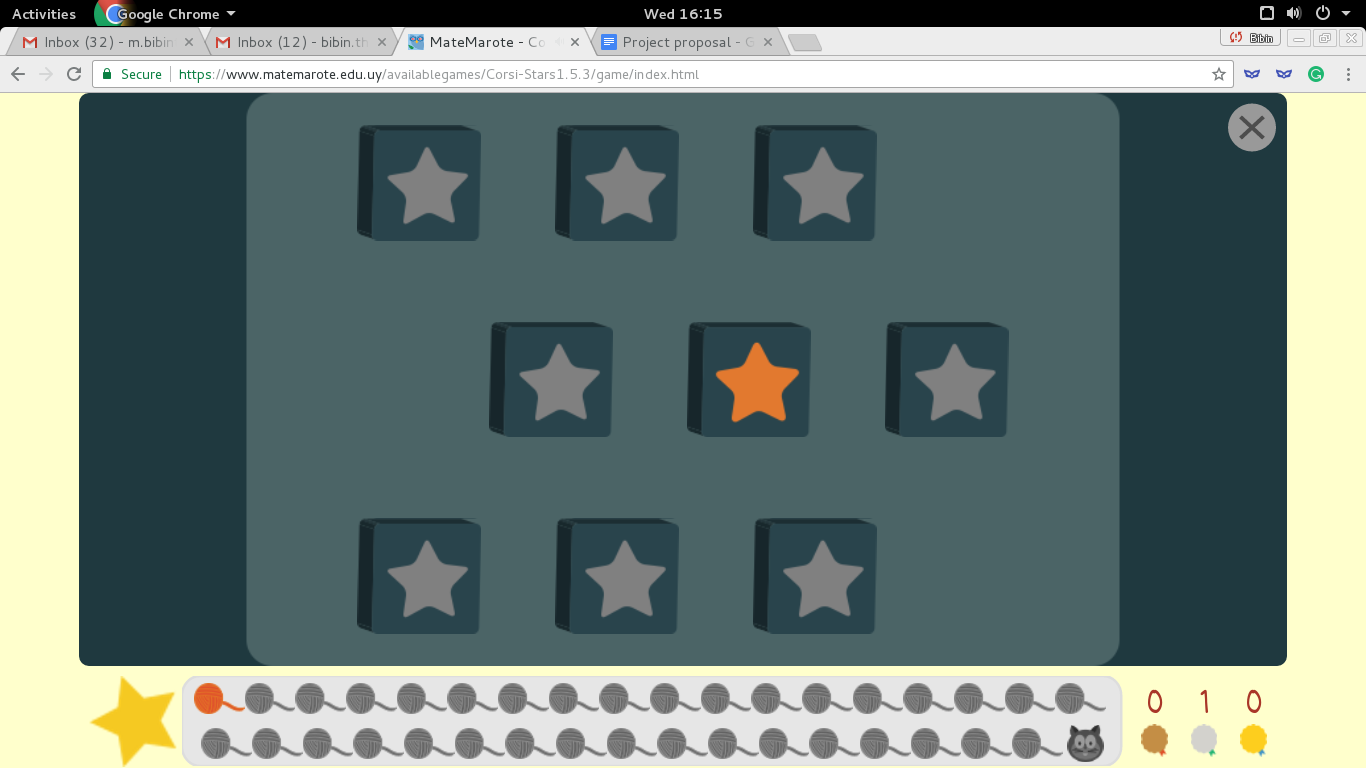 Activities Google Chrome Wed 16:15
Inbox (32) - m.bibin Inbox (12) - bibin.th MateMarote - Co Project proposal - G Bibin
Secure https://www.matemarote.edu.uy/availablegames/Corsi-Stars1.5.3/game/index.html
0 1 0